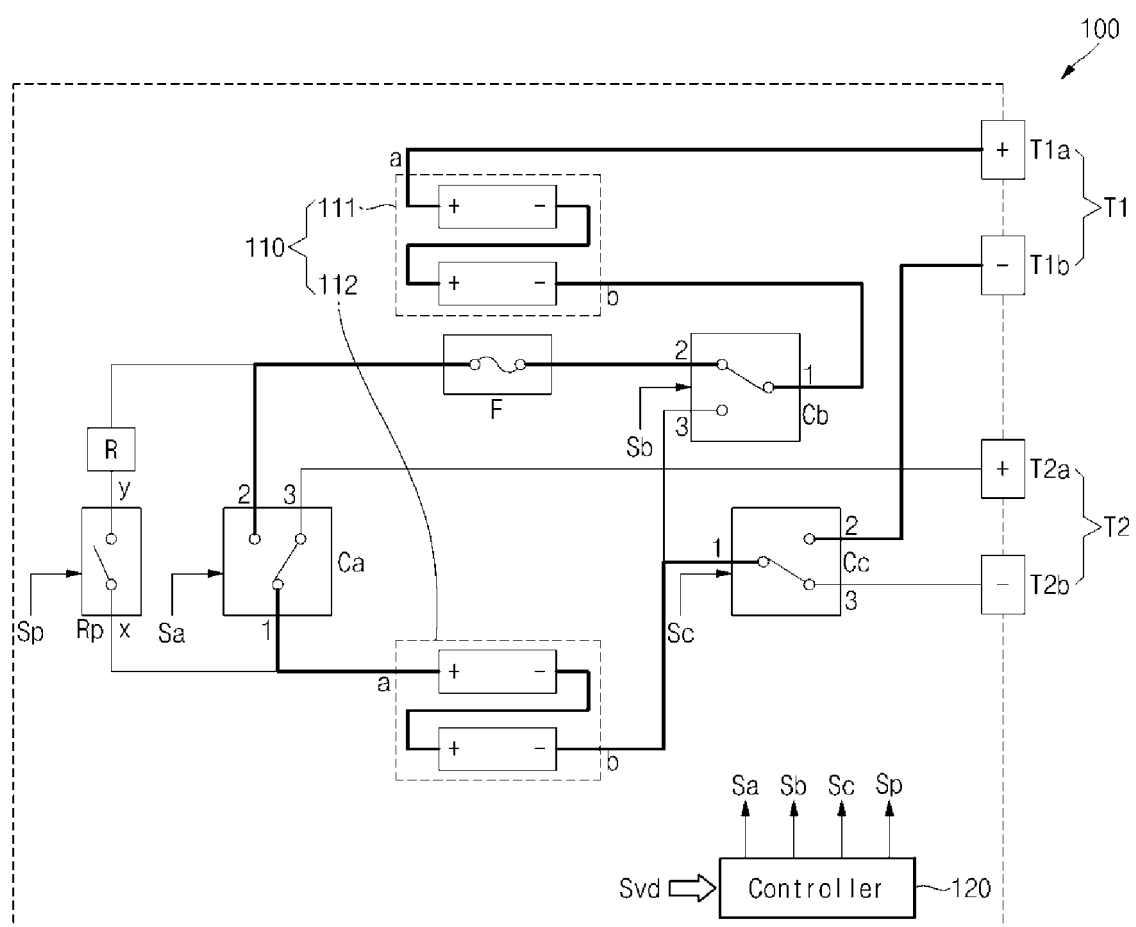 100
a
+ T1a
111 + -
110 T1
112 + - - T1b
b
2 1
F Cb
Sb 3
R + T2a
y 2 3 2
1 Cc T2
Ca
3 - T2b
Sp Rp x Sa 1 Sc
a + -
+ - b
Sa Sb Sc Sp
Svd Controller 120